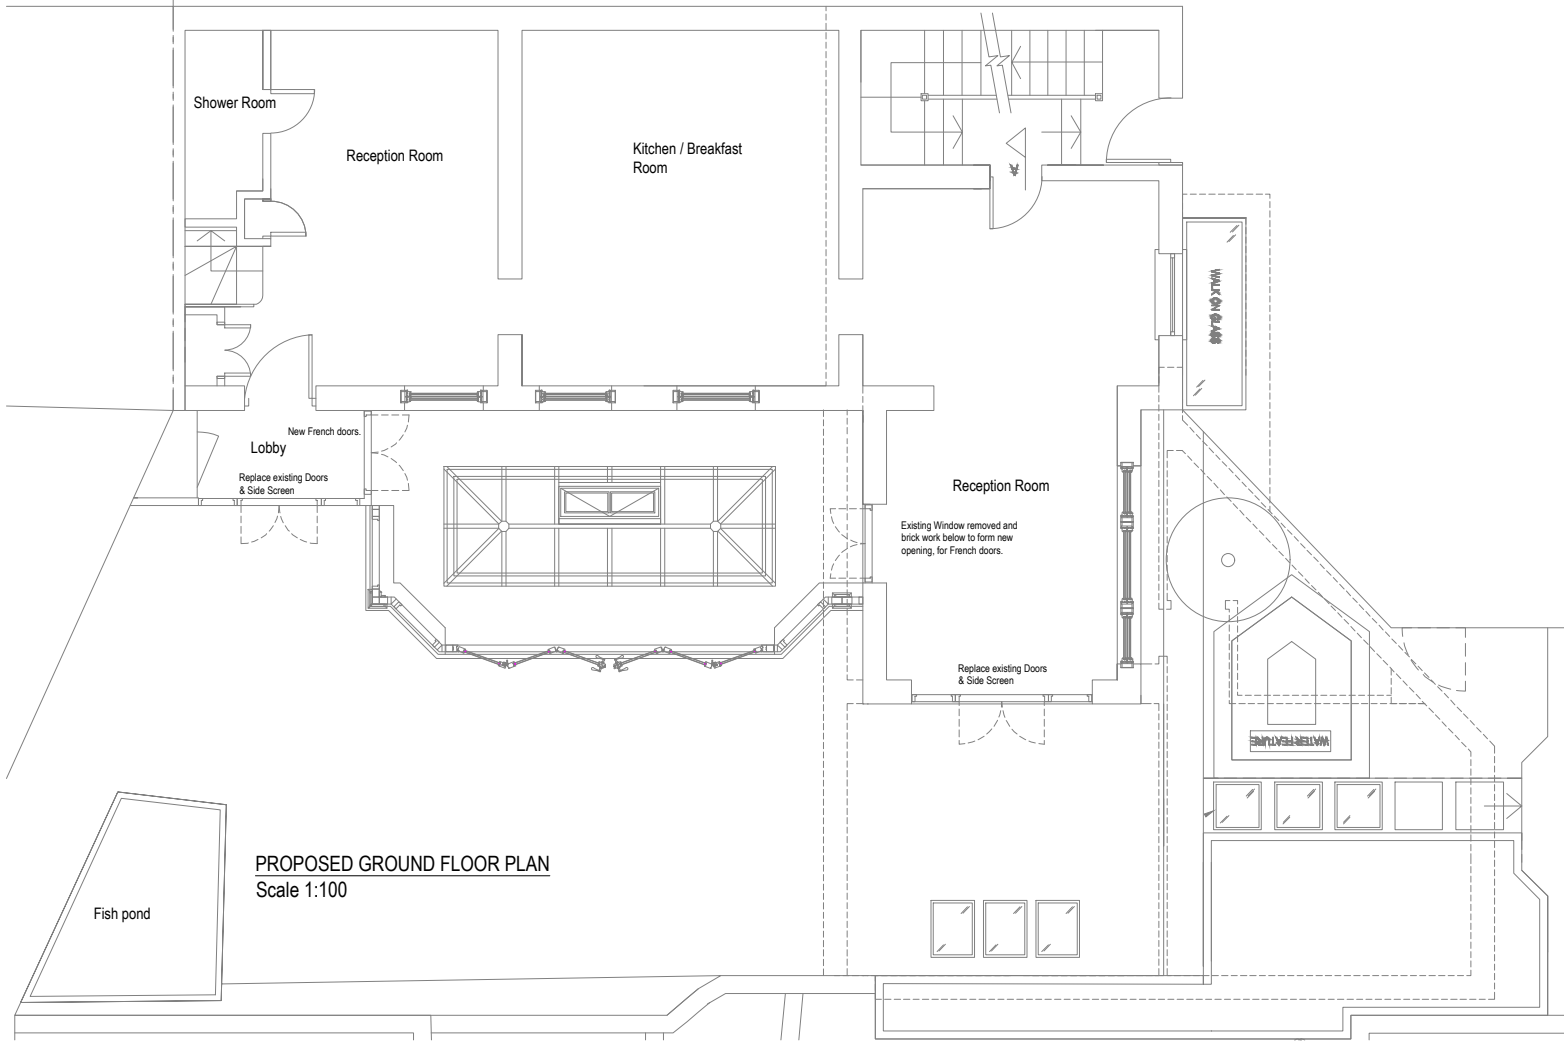 Shower Room
Reception Room
Kitchen / Breakfast
Room
A
WALK ON GLASS
New French doors.
Lobby
Replace existing Doors
& Side Screen
Reception Room
Existing Window removed and
brick work below to form new
opening, for French doors.
Replace existing Doors
& Side Screen
WATER FEATURE
PROPOSED GROUND FLOOR PLAN
Scale 1:100
Fish pond